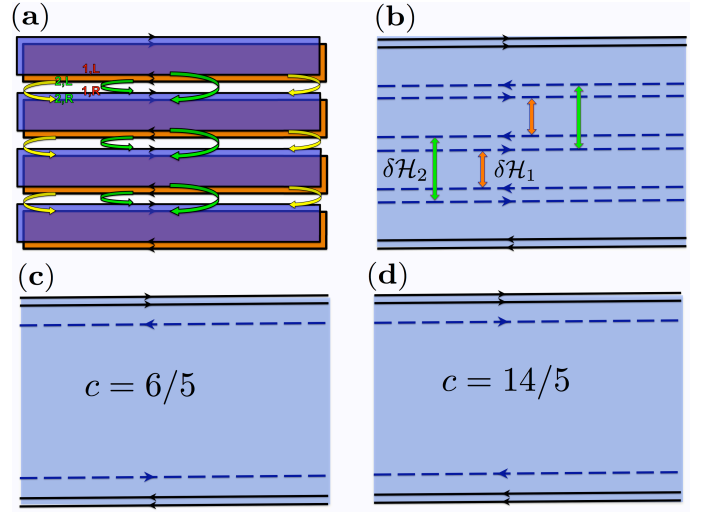 (a)
1,L
2,L
1,R
2,R
(b)
δℋ₂
δℋ₁
(c)
c = 6/5
(d)
c = 14/5